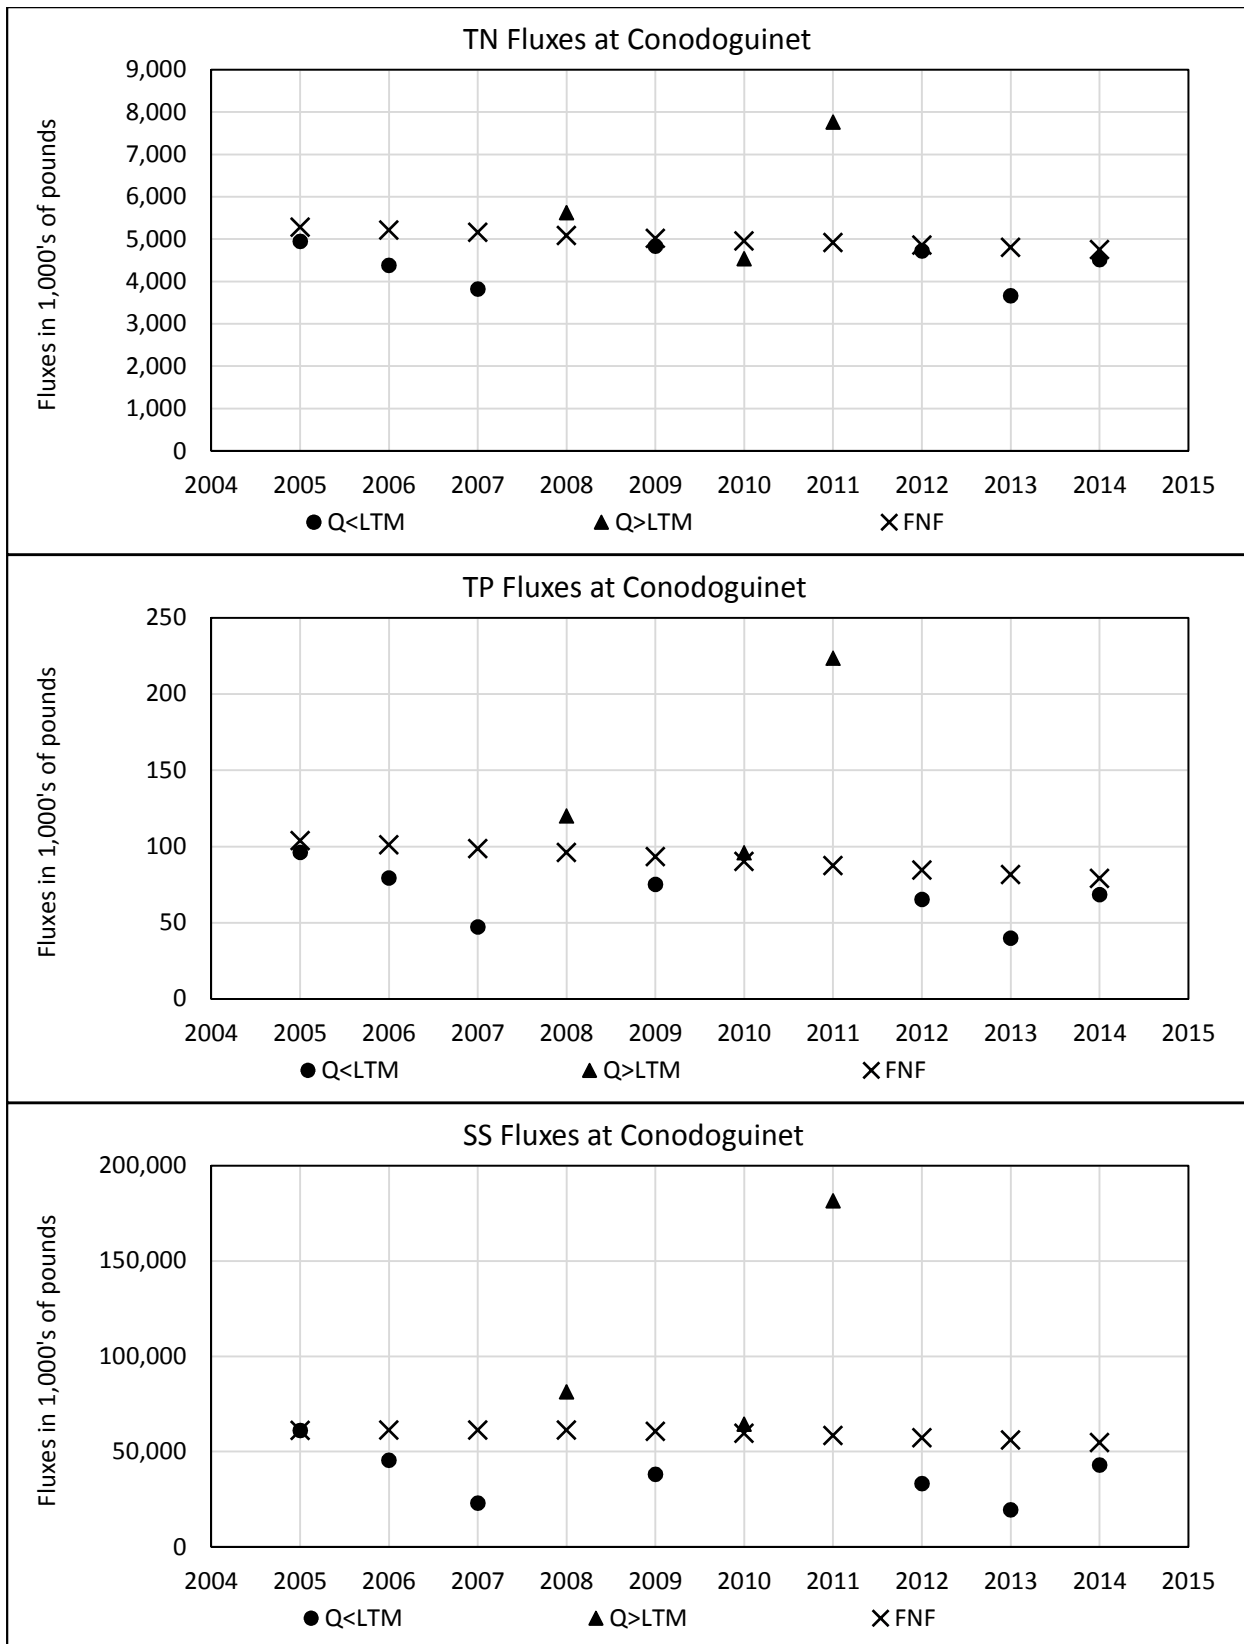 TN Fluxes at Conodoguinet
Fluxes in 1,000's of pounds
9,000
8,000
7,000
6,000
5,000
4,000
3,000
2,000
1,000
0
2004 2005 2006 2007 2008 2009 2010 2011 2012 2013 2014 2015
Q<LTM Q>LTM FNF
TP Fluxes at Conodoguinet
Fluxes in 1,000's of pounds
250
200
150
100
50
0
2004 2005 2006 2007 2008 2009 2010 2011 2012 2013 2014 2015
Q<LTM Q>LTM FNF
SS Fluxes at Conodoguinet
Fluxes in 1,000's of pounds
200,000
150,000
100,000
50,000
0
2004 2005 2006 2007 2008 2009 2010 2011 2012 2013 2014 2015
Q<LTM Q>LTM FNF